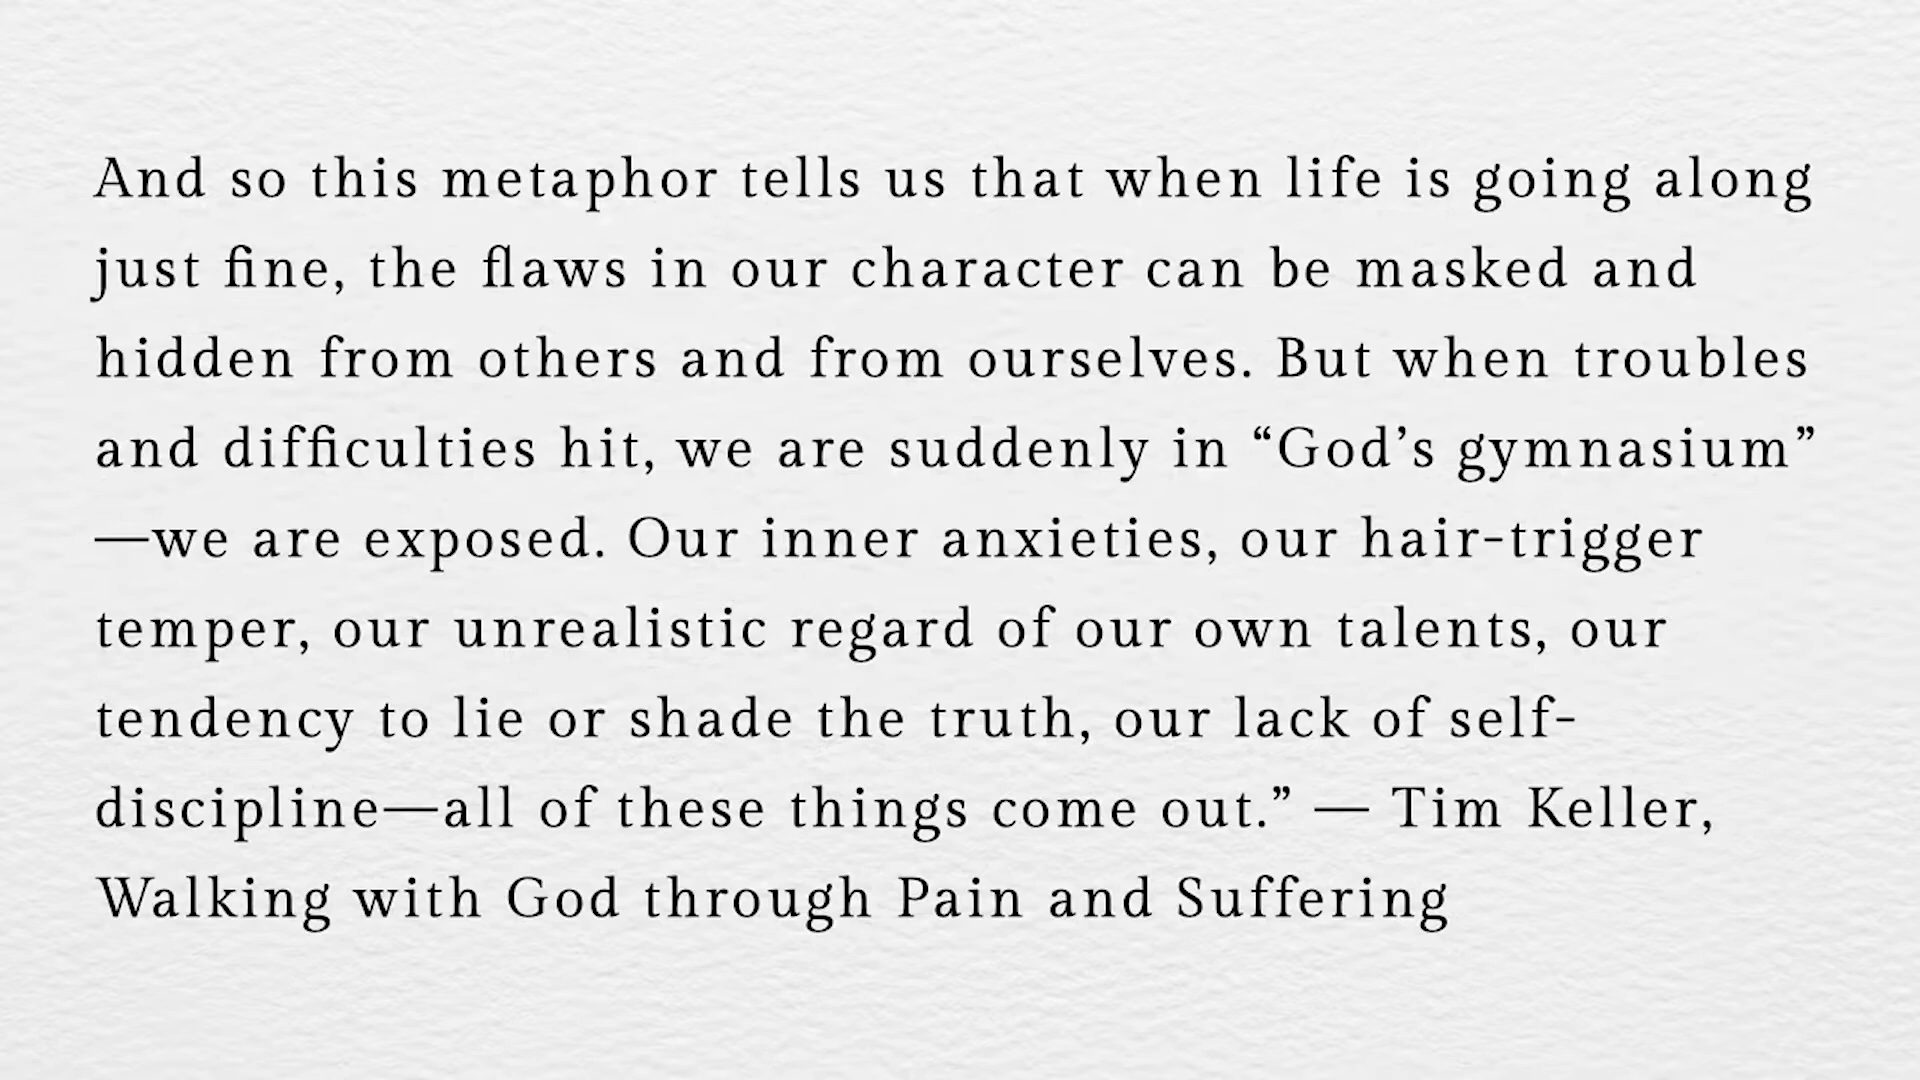 And so this metaphor tells us that when life is going along
just fine, the flaws in our character can be masked and
hidden from others and from ourselves. But when troubles
and difficulties hit, we are suddenly in “God’s gymnasium”
—we are exposed. Our inner anxieties, our hair-trigger
temper, our unrealistic regard of our own talents, our
tendency to lie or shade the truth, our lack of self-
discipline—all of these things come out.” — Tim Keller,
Walking with God through Pain and Suffering